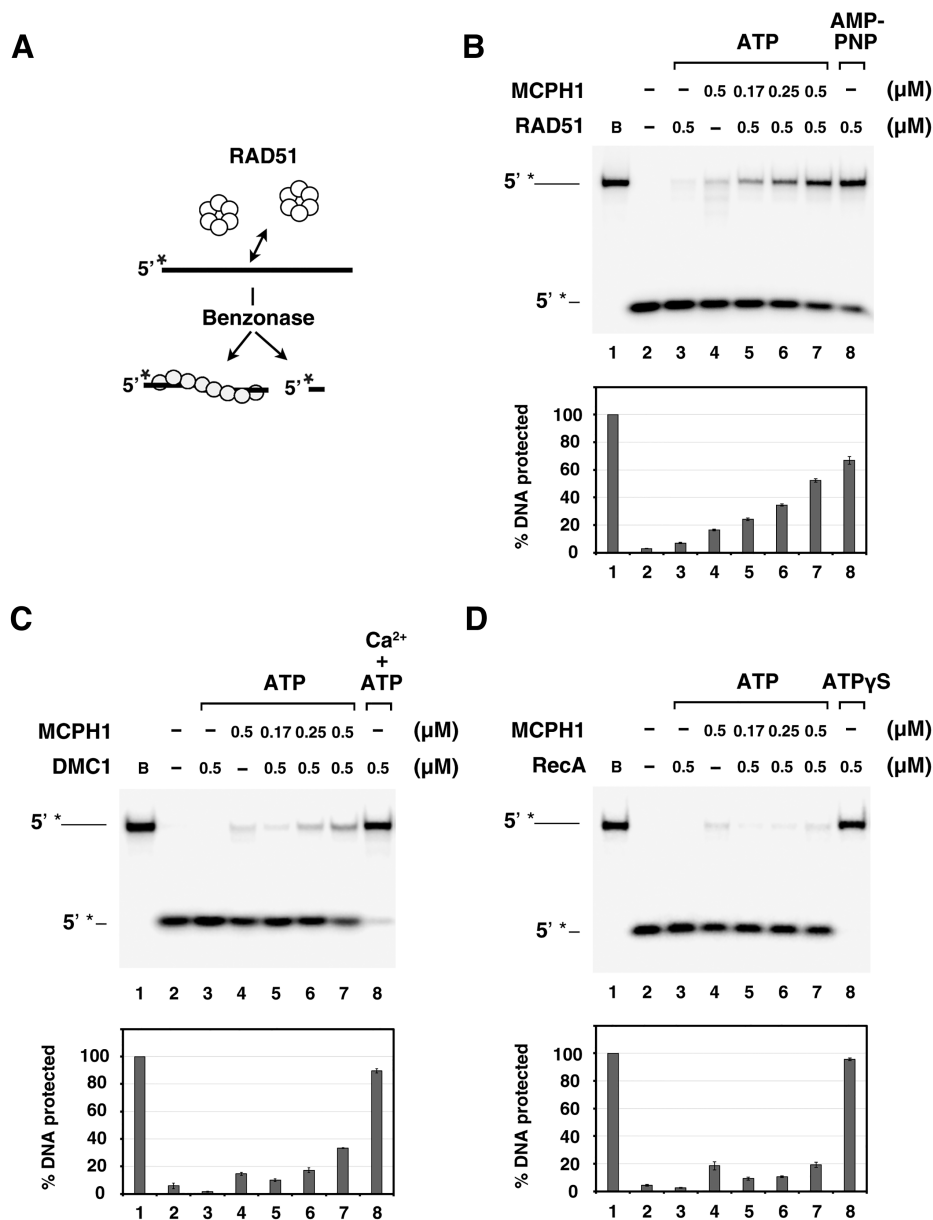 A
RAD51
5’ *
Benzonase
5’ *
5’ *
B
AMP-
PNP
ATP
MCPH1 – – 0.5 0.17 0.25 0.5 – (μM)
RAD51 B – 0.5 – 0.5 0.5 0.5 0.5 (μM)
5’ *
5’ *
1 2 3 4 5 6 7 8
% DNA protected
100
80
60
40
20
0
1 2 3 4 5 6 7 8
C
Ca2+
+
ATP
ATP
MCPH1 – – 0.5 0.17 0.25 0.5 – (μM)
DMC1 B – 0.5 – 0.5 0.5 0.5 0.5 (μM)
5’ *
5’ *
1 2 3 4 5 6 7 8
% DNA protected
100
80
60
40
20
0
1 2 3 4 5 6 7 8
D
ATP ATPγS
MCPH1 – – 0.5 0.17 0.25 0.5 – (μM)
RecA B – 0.5 – 0.5 0.5 0.5 0.5 (μM)
5’ *
5’ *
1 2 3 4 5 6 7 8
% DNA protected
100
80
60
40
20
0
1 2 3 4 5 6 7 8